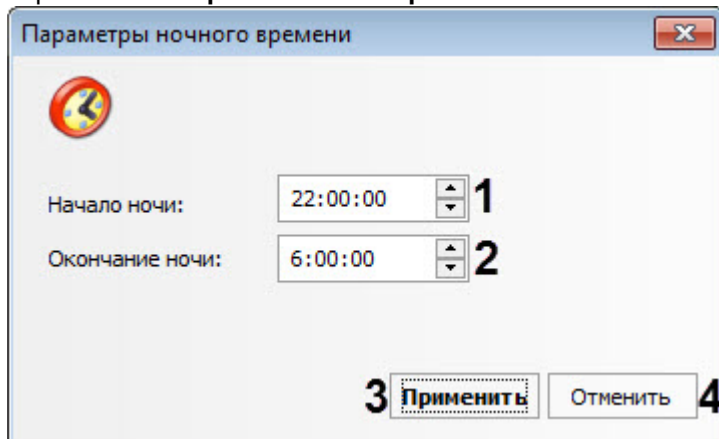 Параметры ночного времени
Начало ночи: 22:00:00 1
Окончание ночи: 6:00:00 2
3 Применить Отменить 4